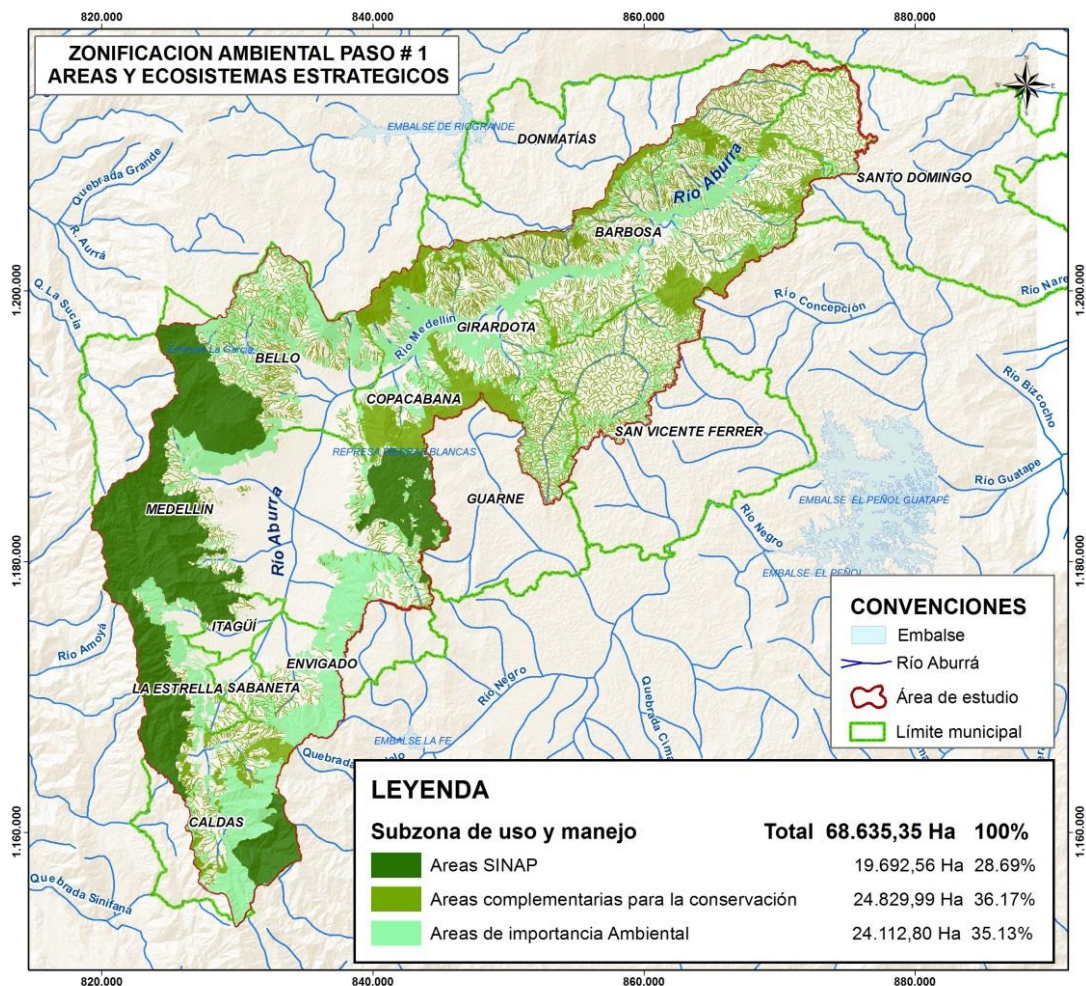 820.000 840.000 860.000 880.000
ZONIFICACION AMBIENTAL PASO # 1
AREAS Y ECOSISTEMAS ESTRATEGICOS
N
W E
S
EMBALSE DE RIOGRANDE
DONMATÍAS
Quebrada Grande
SANTO DOMINGO
Río Aburra
R. Aurrá
BARBOSA
1.200.000
1.200.000
Q. La Sucia
Río Nare
Río Concepción
GIRARDOTA
Río Medellín
BELLO
COPACABANA
Río Bizcocho
SAN VICENTE FERRER
REPRESA PIEDRAS BLANCAS
GUARNE
Río Guatape
EMBALSE EL PEÑOL GUATAPÉ
MEDELLÍN
Río Aburra
Río Negro
1.180.000
1.180.000
EMBALSE EL PEÑOL
ITAGÜÍ
Río Amoyá
ENVIGADO
LA ESTRELLA SABANETA
Río Negro
EMBALSE LA FE
Quebrada
CALDAS
1.160.000
1.160.000
Quebrada Sinifana
CONVENCIONES
Embalse
Río Aburrá
Área de estudio
Límite municipal
LEYENDA
Subzona de uso y manejo Total 68.635,35 Ha 100%
Areas SINAP 19.692,56 Ha 28.69%
Areas complementarias para la conservación 24.829,99 Ha 36.17%
Areas de importancia Ambiental 24.112,80 Ha 35.13%
820.000 840.000 860.000 880.000